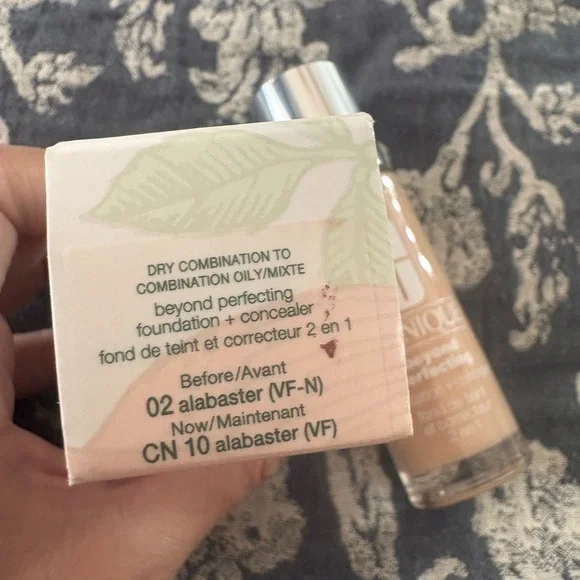 DRY COMBINATION TO
COMBINATION OILY/MIXTE
beyond perfecting
foundation + concealer
fond de teint et correcteur 2 en 1
Before/Avant
02 alabaster (VF-N)
Now/Maintenant
CN 10 alabaster (VF)
NIQUE
beyond
perfecting